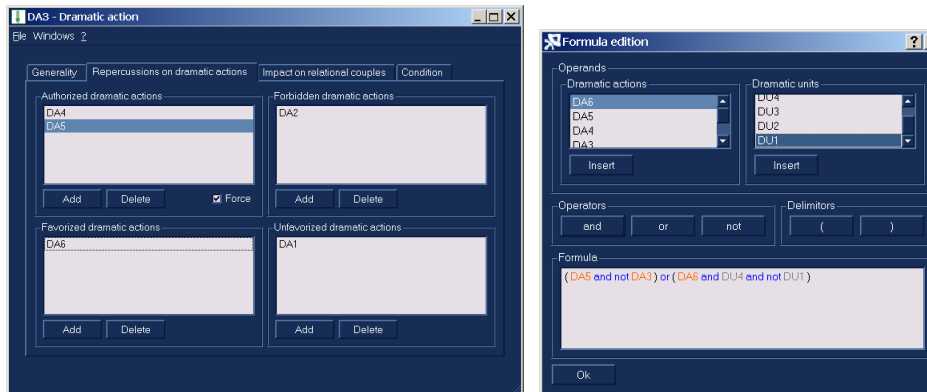 DA3 - Dramatic action
File Windows ?
Generality Repercussions on dramatic actions Impact on relational couples Condition
Authorized dramatic actions
DA4
DA5
Add Delete Force
Forbidden dramatic actions
DA2
Add Delete
Favorized dramatic actions
DA6
Add Delete
Unfavorized dramatic actions
DA1
Add Delete
Formula edition ?
Operands
Dramatic actions
DA6
DA5
DA4
DA3
Insert
Dramatic units
DU4
DU3
DU2
DU1
Insert
Operators
and or not
Delimitors
( )
Formula
( DA5 and not DA3 ) or ( DA6 and DU4 and not DU1 )
Ok